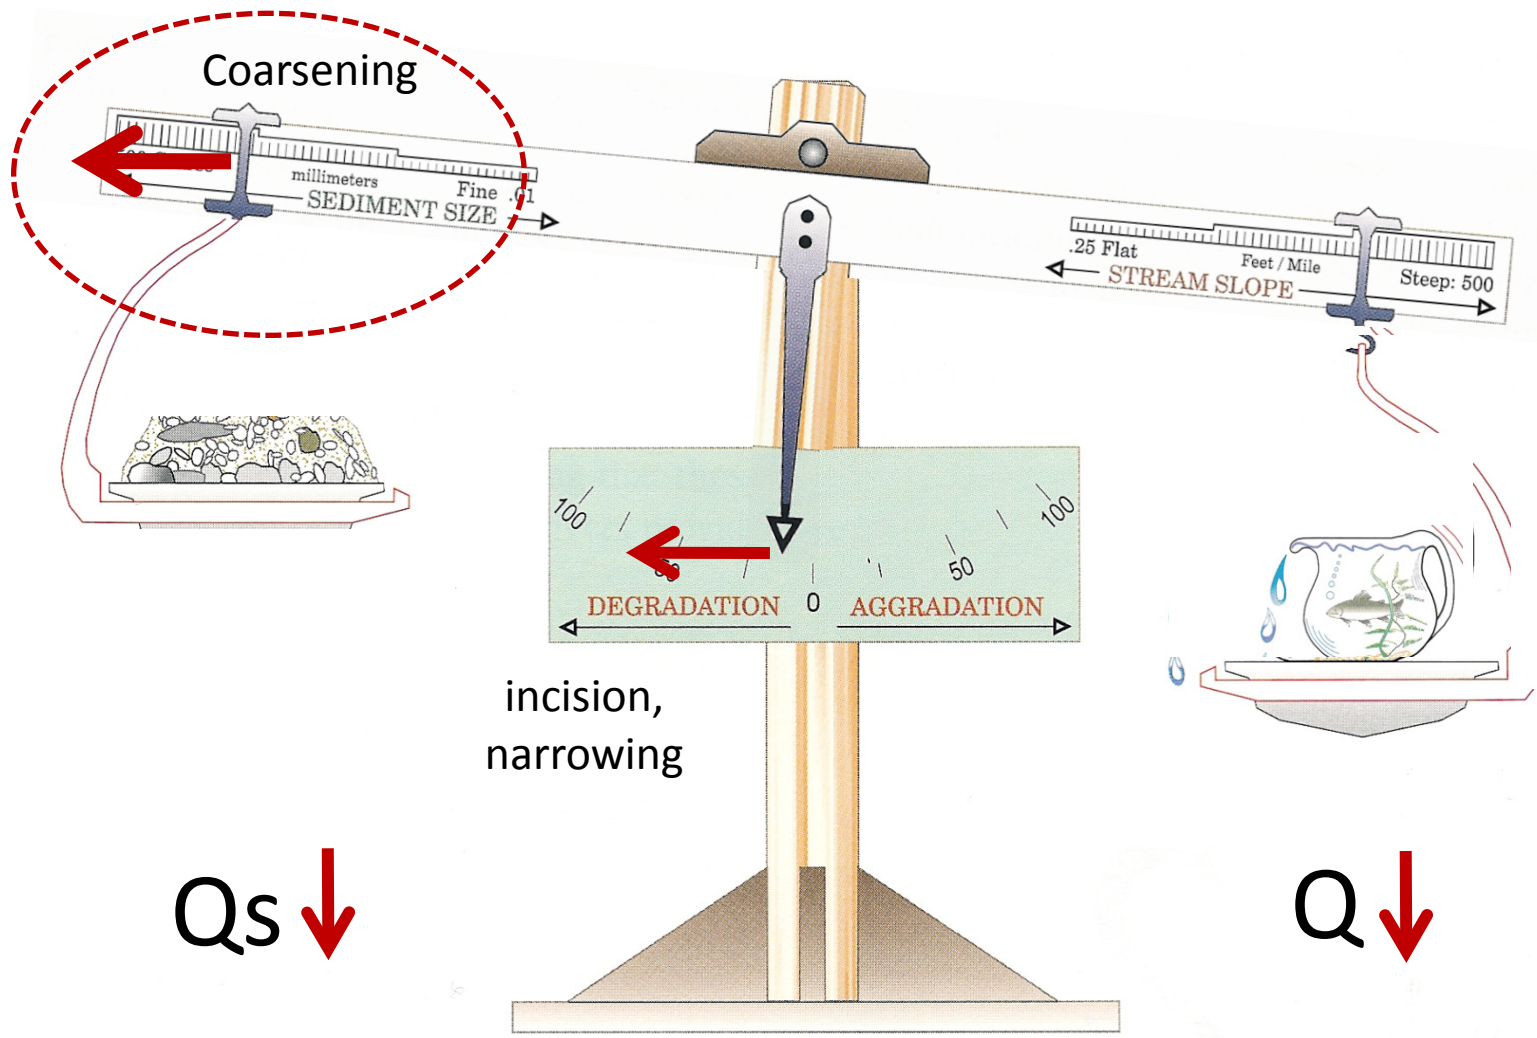 Coarsening
millimeters
Fine .01
SEDIMENT SIZE
.25 Flat
Feet / Mile
Steep: 500
STREAM SLOPE
100
100
50
DEGRADATION
0
AGGRADATION
incision,
narrowing
Qs
Q